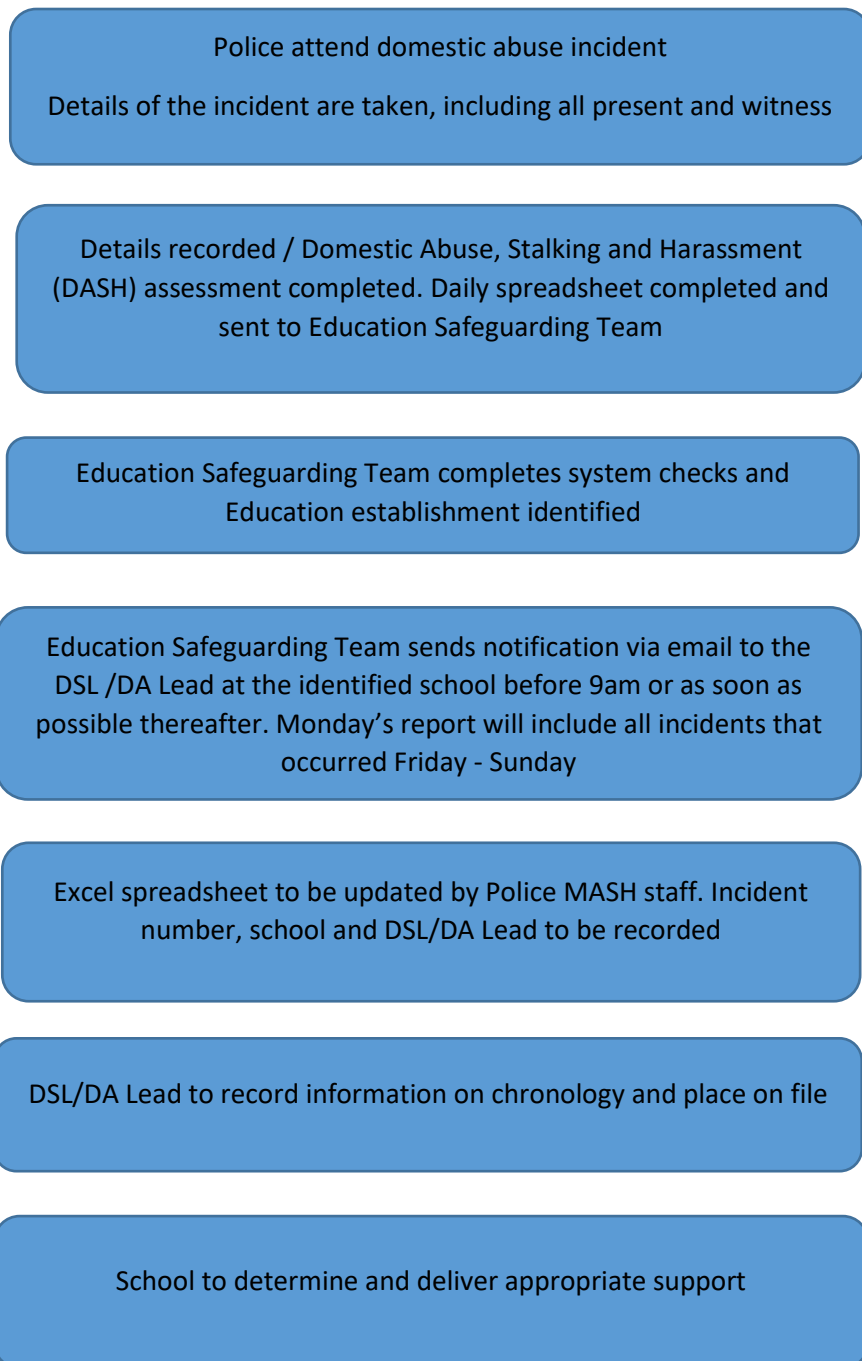 Police attend domestic abuse incident
Details of the incident are taken, including all present and witness
Details recorded / Domestic Abuse, Stalking and Harassment
(DASH) assessment completed. Daily spreadsheet completed and
sent to Education Safeguarding Team
Education Safeguarding Team completes system checks and
Education establishment identified
Education Safeguarding Team sends notification via email to the
DSL /DA Lead at the identified school before 9am or as soon as
possible thereafter. Monday’s report will include all incidents that
occurred Friday - Sunday
Excel spreadsheet to be updated by Police MASH staff. Incident
number, school and DSL/DA Lead to be recorded
DSL/DA Lead to record information on chronology and place on file
School to determine and deliver appropriate support